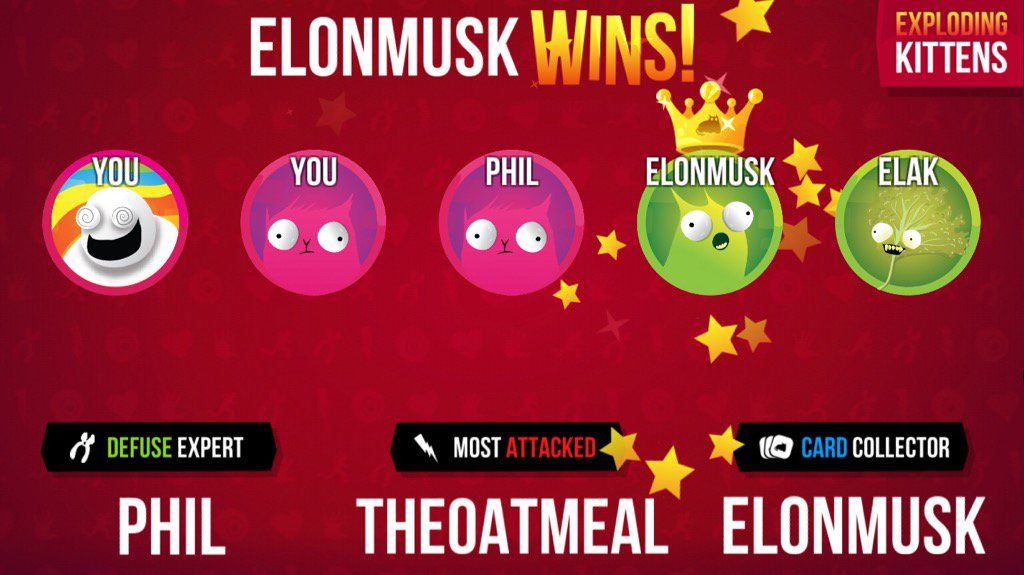 ELONMUSK WINS!
EXPLODING
KITTENS
YOU
YOU
PHIL
ELONMUSK
ELAK
DEFUSE EXPERT
MOST ATTACKED
CARD COLLECTOR
PHIL
THEOATMEAL
ELONMUSK